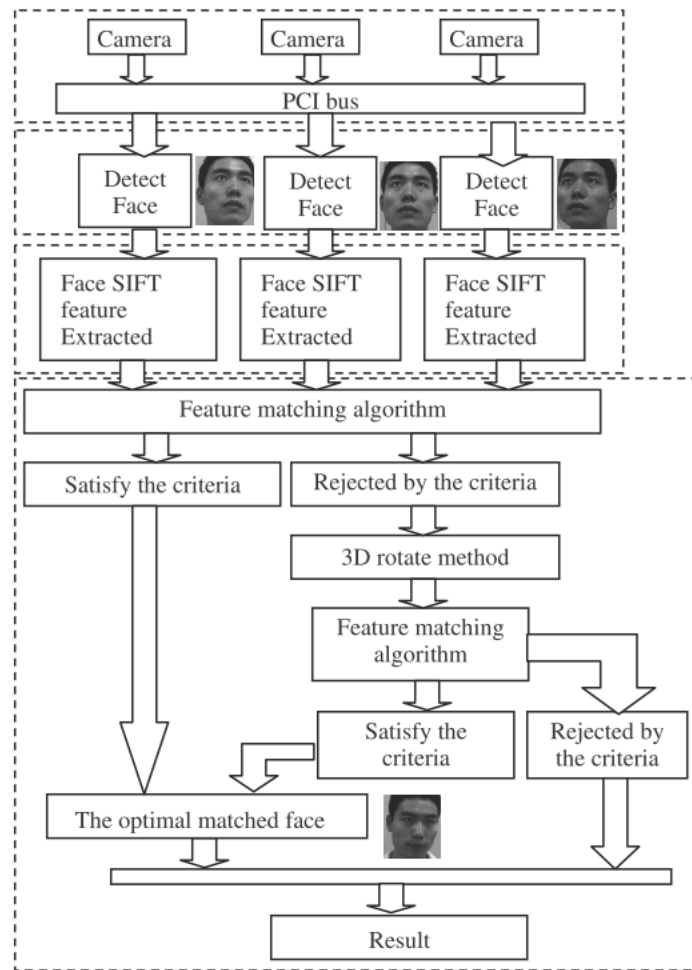 Camera
Camera
Camera
PCI bus
Detect
Face
Detect
Face
Detect
Face
Face SIFT
feature
Extracted
Face SIFT
feature
Extracted
Face SIFT
feature
Extracted
Feature matching algorithm
Satisfy the criteria
Rejected by the criteria
3D rotate method
Feature matching
algorithm
Satisfy the
criteria
Rejected by
the criteria
The optimal matched face
Result